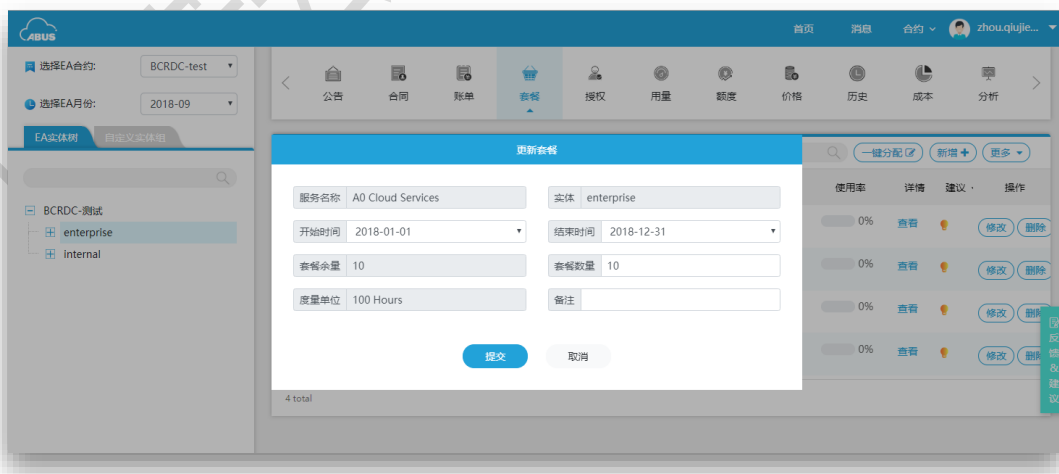 ABUS
首页 消息 合约 zhou.qiujie...
选择EA合约: BCRDC-test
选择EA月份: 2018-09
公告 合同 账单 套餐 授权 用量 额度 价格 历史 成本 分析
EA实体树 自定义实体组
更新套餐
一键分配 新增 更多
使用率 详情 建议 操作
BCRDC-测试
enterprise
internal
服务名称 A0 Cloud Services 实体 enterprise
开始时间 2018-01-01 结束时间 2018-12-31
套餐余量 10 套餐数量 10
度量单位 100 Hours 备注
提交 取消
0% 查看 修改 删除
0% 查看 修改 删除
0% 查看 修改 删除
0% 查看 修改 删除
4 total
反
馈
&
建
议